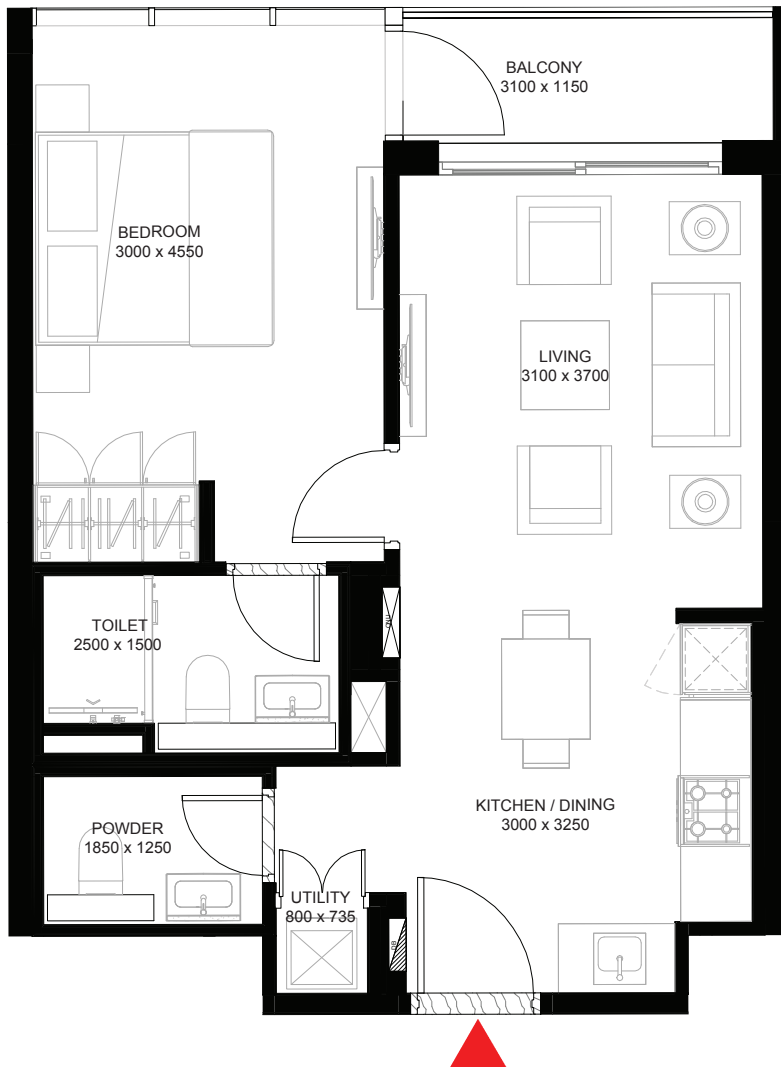 BALCONY
3100 x 1150
BEDROOM
3000 x 4550
LIVING
3100 x 3700
TOILET
2500 x 1500
KITCHEN / DINING
3000 x 3250
POWDER
1850 x 1250
UTILITY
800 x 735
DB